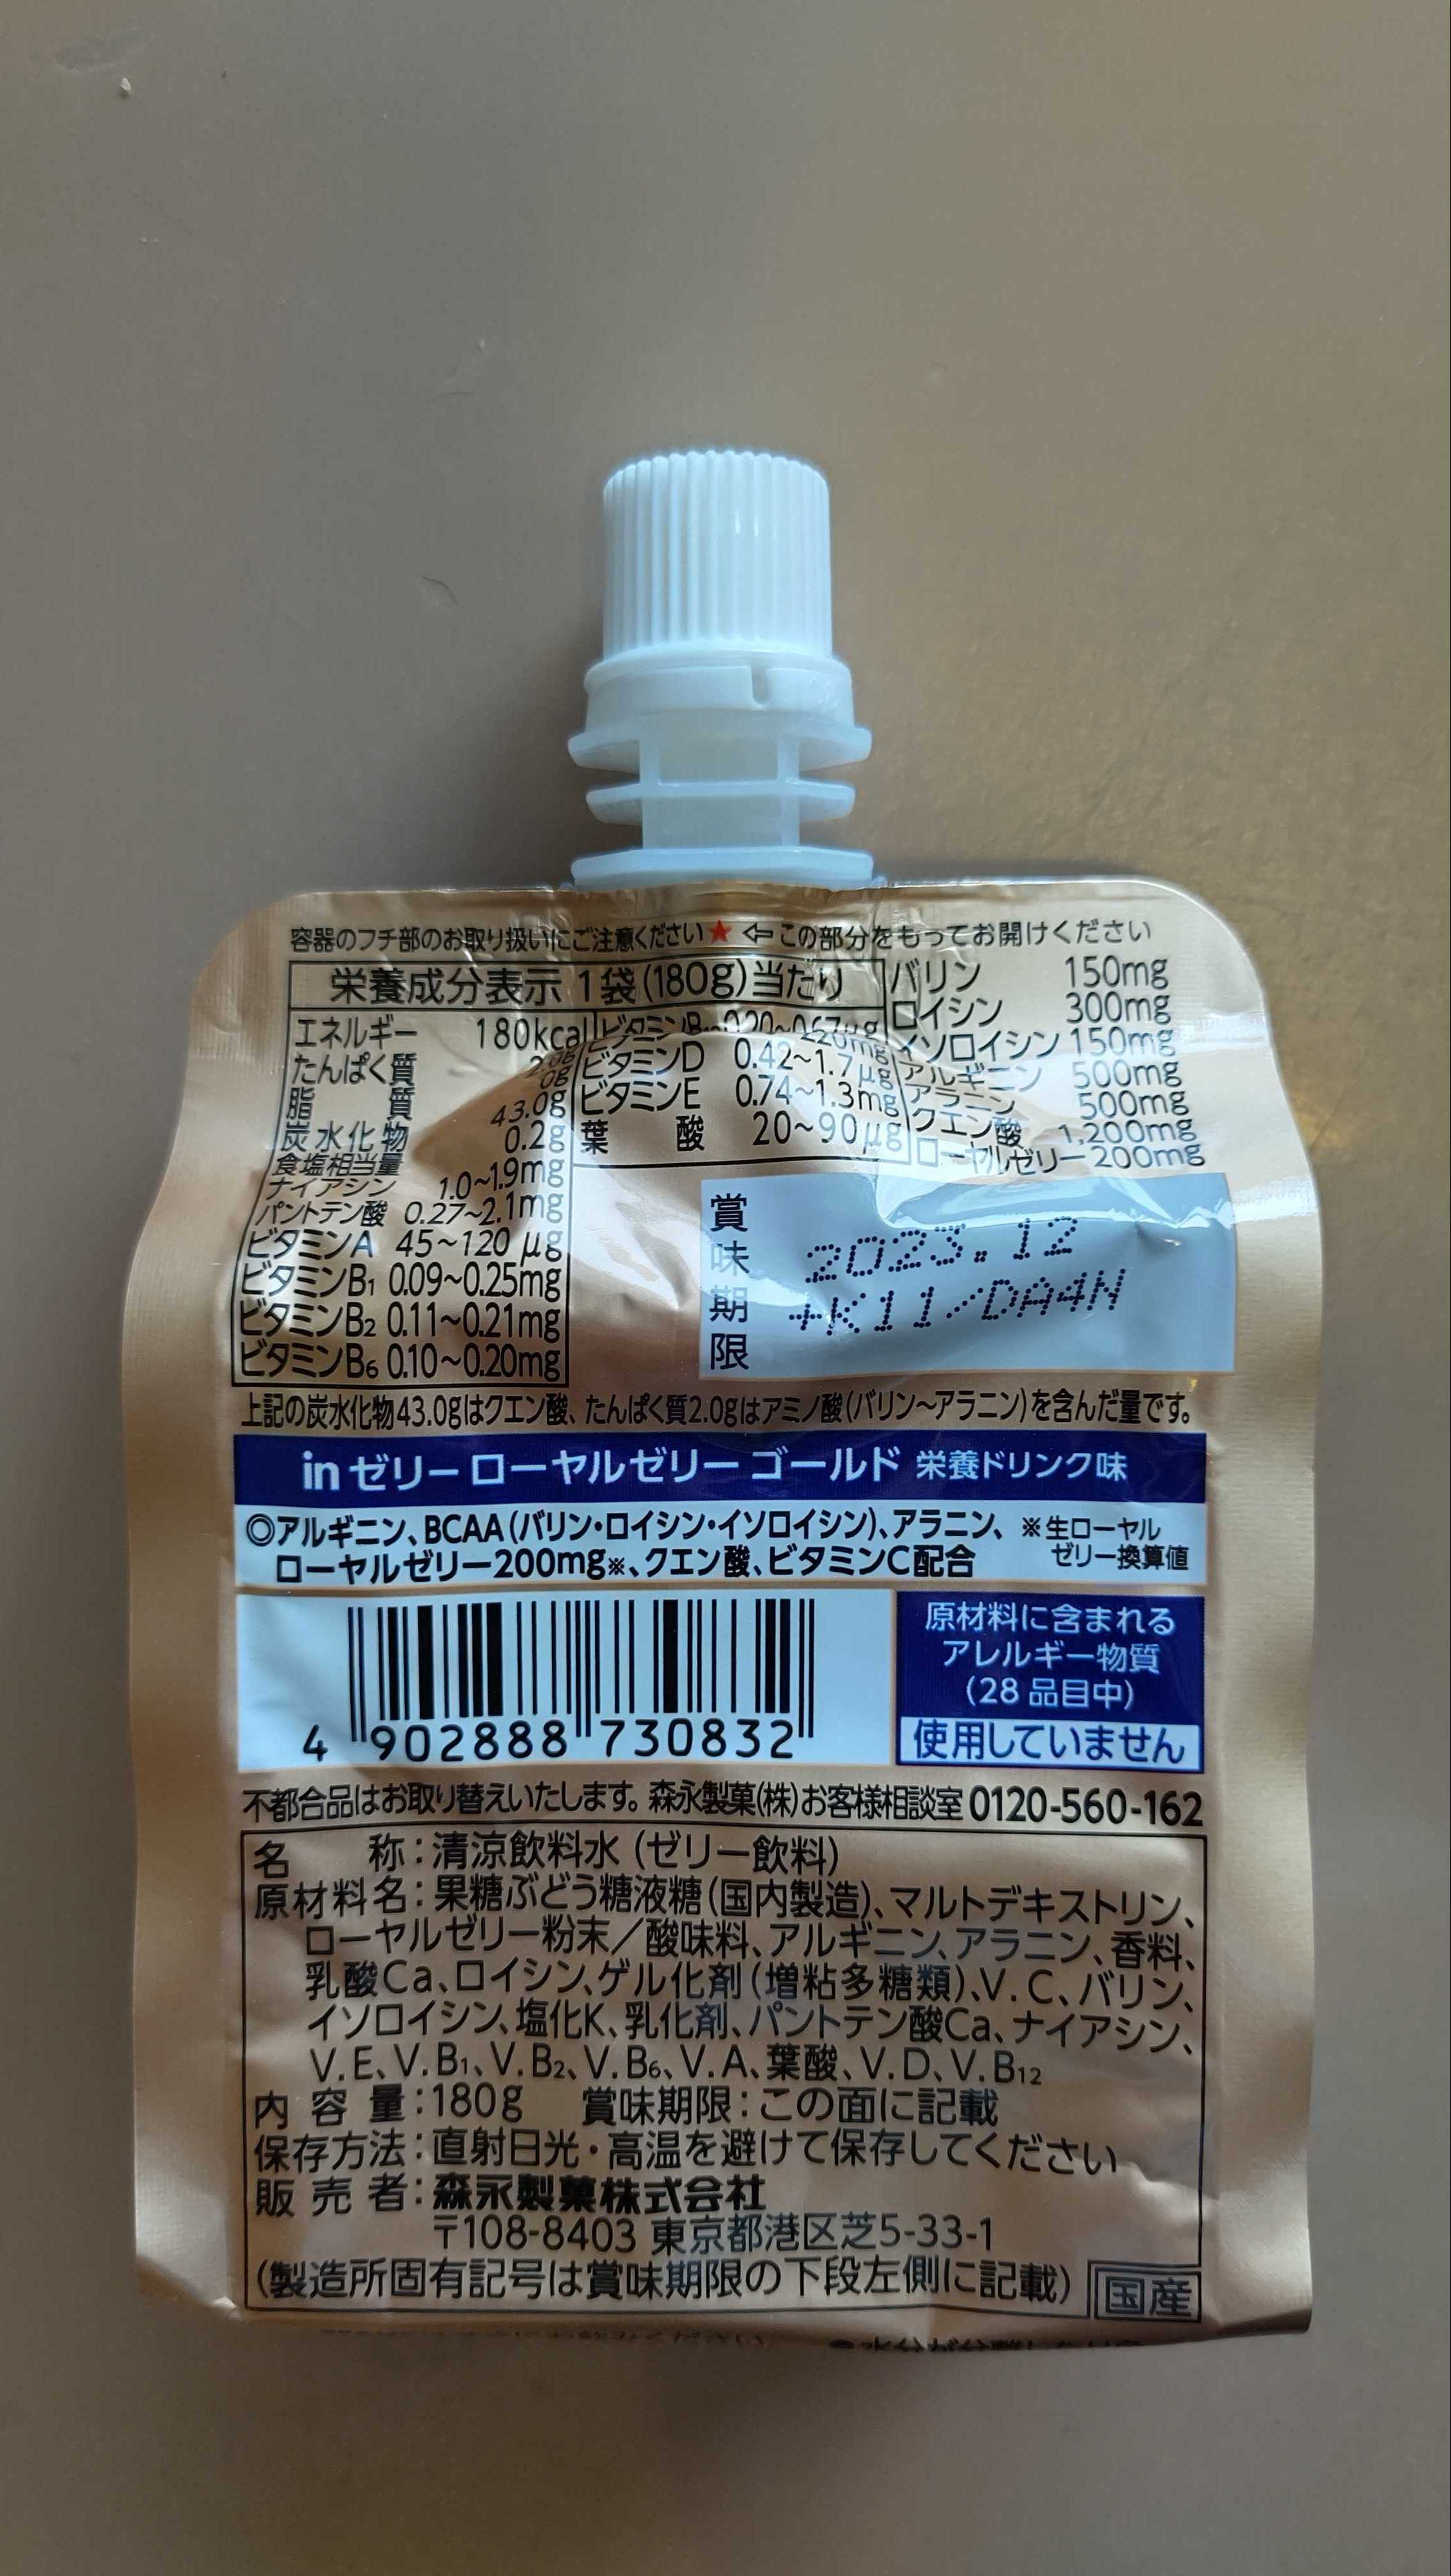 容器のフチ部のお取り扱いにご注意ください★⇦この部分をもってお開けください
栄養成分表示 1袋(180g)当たり
エネルギー 180kcal
たんぱく質 2.0g
脂質 0g
炭水化物 43.0g
食塩相当量 0.2g
ナイアシン 1.0~1.9mg
パントテン酸 0.27~2.1mg
ビタミンA 45~120μg
ビタミンB1 0.09~0.25mg
ビタミンB2 0.11~0.21mg
ビタミンB6 0.10~0.20mg
ビタミンB 0.20~0.67μg
220mg
ビタミンD 0.42~1.7μg
ビタミンE 0.74~1.3mg
葉酸 20~90μg
バリン 150mg
ロイシン 300mg
イソロイシン 150mg
アルギニン 500mg
アラニン 500mg
クエン酸 1,200mg
ローヤルゼリー 200mg
賞味期限
2023.12
+K11/DA4N
上記の炭水化物43.0gはクエン酸、たんぱく質2.0gはアミノ酸(バリン~アラニン)を含んだ量です。
inゼリー ローヤルゼリー ゴールド 栄養ドリンク味
◎アルギニン、BCAA(バリン・ロイシン・イソロイシン)、アラニン、
ローヤルゼリー200mg※、クエン酸、ビタミンC配合
※生ローヤル
ゼリー換算値
4 902888 730832
原材料に含まれる
アレルギー物質
(28品目中)
使用していません
不都合品はお取り替えいたします。森永製菓(株)お客様相談室 0120-560-162
名称:清涼飲料水(ゼリー飲料)
原材料名:果糖ぶどう糖液糖(国内製造)、マルトデキストリン、
ローヤルゼリー粉末/酸味料、アルギニン、アラニン、香料、
乳酸Ca、ロイシン、ゲル化剤(増粘多糖類)、V.C、バリン、
イソロイシン、塩化K、乳化剤、パントテン酸Ca、ナイアシン、
V.E、V.B1、V.B2、V.B6、V.A、葉酸、V.D、V.B12
内容量:180g 賞味期限:この面に記載
保存方法:直射日光・高温を避けて保存してください
販売者:森永製菓株式会社
〒108-8403 東京都港区芝5-33-1
(製造所固有記号は賞味期限の下段左側に記載) 国産